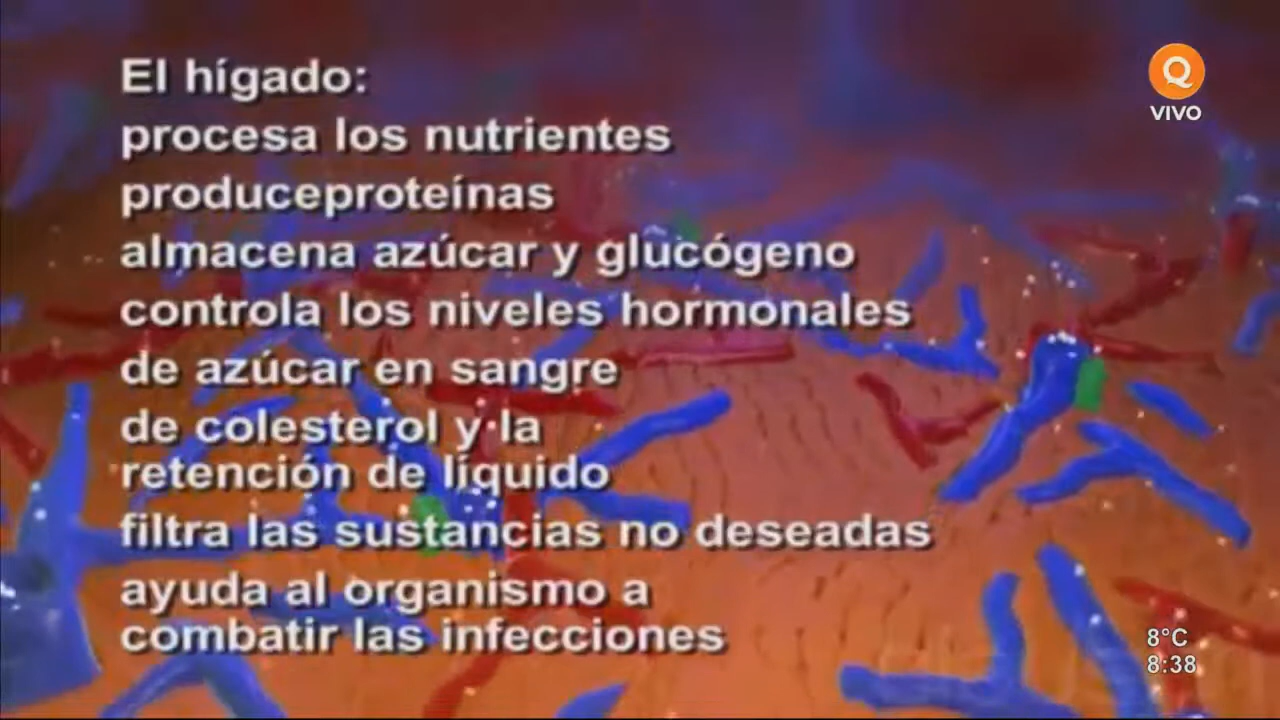 El hígado:
procesa los nutrientes
produceproteínas
almacena azúcar y glucógeno
controla los niveles hormonales
de azúcar en sangre
de colesterol y la
retención de líquido
filtra las sustancias no deseadas
ayuda al organismo a
combatir las infecciones
Q
VIVO
8°C
8:38